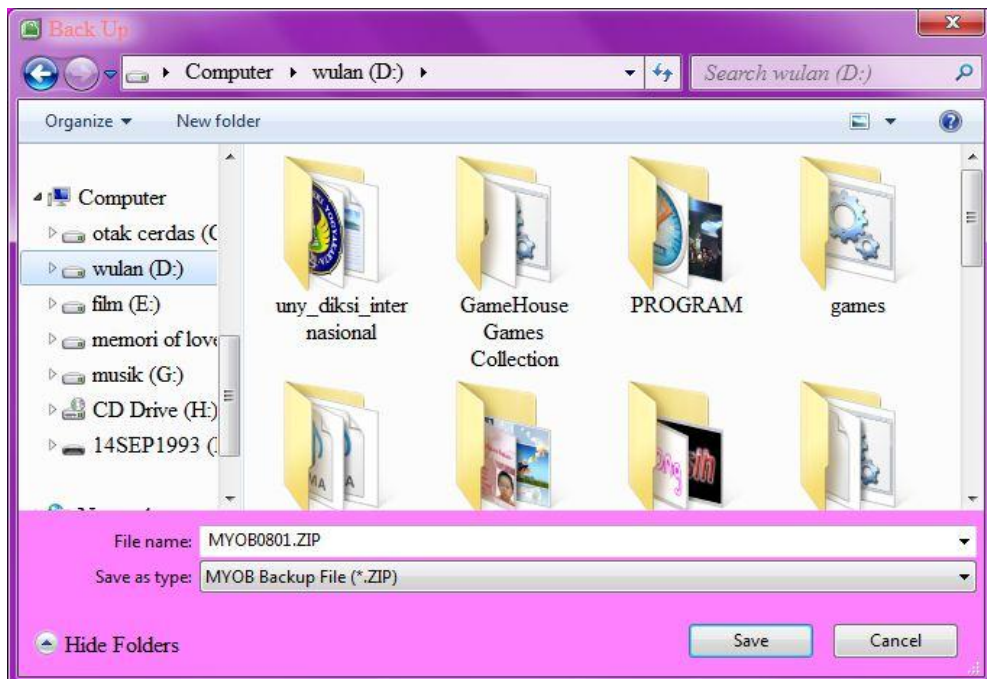 Back Up
Computer wulan (D:)
Search wulan (D:)
Organize New folder
Computer
otak cerdas (C
wulan (D:)
film (E:)
memori of love
musik (G:)
CD Drive (H:)
14SEP1993 (
uny_diksi_inter
nasional
GameHouse
Games
Collection
PROGRAM
games
File name: MYOB0801.ZIP
Save as type: MYOB Backup File (*.ZIP)
Hide Folders
Save Cancel